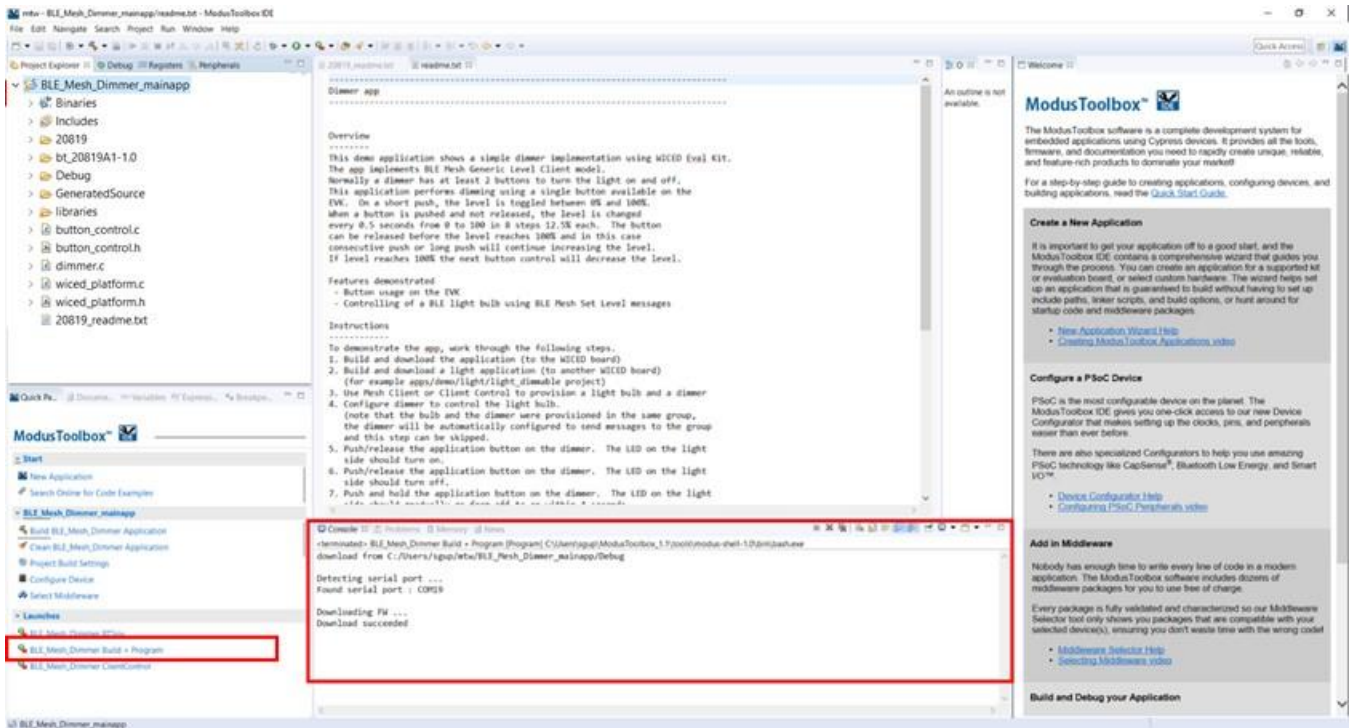 mtw - BLE_Mesh_Dimmer_mainapp/readme.txt - ModusToolbox IDE
File Edit Navigate Search Project Run Window Help
Quick Access
Project Explorer Debug Registers Peripherals
BLE_Mesh_Dimmer_mainapp
Binaries
Includes
20819
bt_20819A1-1.0
Debug
GeneratedSource
libraries
button_control.c
button_control.h
dimmer.c
wiced_platform.c
wiced_platform.h
20819_readme.txt
20819_readme.txt readme.txt
Dimmer app
Overview
This demo application shows a simple dimmer implementation using WICED Eval Kit.
The app implements BLE Mesh Generic Level Client model.
Normally a dimmer has at least 2 buttons to turn the light on and off.
This application performs dimming using a single button available on the
EVK. On a short push, the level is toggled between 0% and 100%.
When a button is pushed and not released, the level is changed
every 0.5 seconds from 0 to 100 in 8 steps 12.5% each. The button
can be released before the level reaches 100% and in this case
consecutive push or long push will continue increasing the level.
If level reaches 100% the next button control will decrease the level.
Features demonstrated
- Button usage on the EVK
- Controlling of a BLE light bulb using BLE Mesh Set Level messages
Instructions
To demonstrate the app, work through the following steps.
1. Build and download the application (to the WICED board)
2. Build and download a light application (to another WICED board)
(for example apps/demo/light/light_dimmable project)
3. Use Mesh Client or Client Control to provision a light bulb and a dimmer
4. Configure dimmer to control the light bulb.
(note that the bulb and the dimmer were provisioned in the same group,
the dimmer will be automatically configured to send messages to the group
and this step can be skipped.
5. Push/release the application button on the dimmer. The LED on the light
side should turn on.
6. Push/release the application button on the dimmer. The LED on the light
side should turn off.
7. Push and hold the application button on the dimmer. The LED on the light
An outline is not
available.
Welcome
ModusToolbox™
The ModusToolbox software is a complete development system for
embedded applications using Cypress devices. It provides all the tools,
firmware, and documentation you need to rapidly create unique, reliable,
and feature-rich products to dominate your market!
For a step-by-step guide to creating applications, configuring devices, and
building applications, read the Quick Start Guide.
Create a New Application
It is important to get your application off to a good start, and the
ModusToolbox IDE contains a comprehensive wizard that guides you
through the process. You can create an application for a supported kit
or evaluation board, or select custom hardware. The wizard helps set
up an application that is guaranteed to build without having to set up
include paths, linker scripts, and build options, or hunt around for
startup code and middleware packages.
New Application Wizard Help
Creating ModusToolbox Applications video
Configure a PSoC Device
PSoC is the most configurable device on the planet. The
ModusToolbox IDE gives you one-click access to our new Device
Configurator that makes setting up the clocks, pins, and peripherals
easier than ever before.
There are also specialized Configurators to help you use amazing
PSoC technology like CapSense®, Bluetooth Low Energy, and Smart
I/O™.
Device Configurator Help
Configuring PSoC Peripherals video
Add in Middleware
Nobody has enough time to write every line of code in a modern
application. The ModusToolbox software includes dozens of
middleware packages for you to use free of charge.
Every package is fully validated and characterized so our Middleware
Selector tool only shows you packages that are compatible with your
selected device(s), ensuring you don't waste time with the wrong code!
Middleware Selector Help
Selecting Middleware video
Build and Debug your Application
ModusToolbox™
Start
New Application
Search Online for Code Examples
BLE_Mesh_Dimmer_mainapp
Build BLE_Mesh_Dimmer Application
Clean BLE_Mesh_Dimmer Application
Project Build Settings
Configure Device
Select Middleware
Launches
BLE_Mesh_Dimmer Build + Program
BLE_Mesh_Dimmer ClientControl
Console Problems Memory
<terminated> BLE_Mesh_Dimmer Build + Program [Program] C:\Users\sgup\ModusToolbox_1.1\tools\modus-shell-1.0\bin\bash.exe
download from C:/Users/sgup/mtw/BLE_Mesh_Dimmer_mainapp/Debug
Detecting serial port ...
Found serial port : COM19
Downloading FW ...
Download succeeded
BLE_Mesh_Dimmer_mainapp